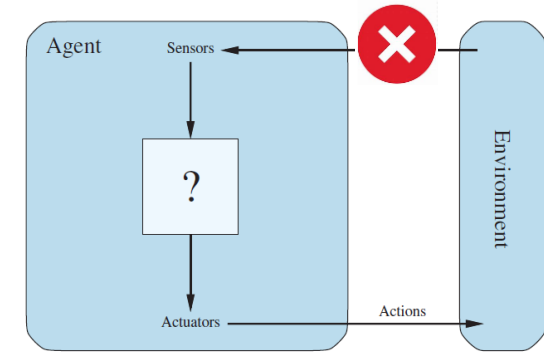 Agent
Sensors
?
Environment
Actuators
Actions